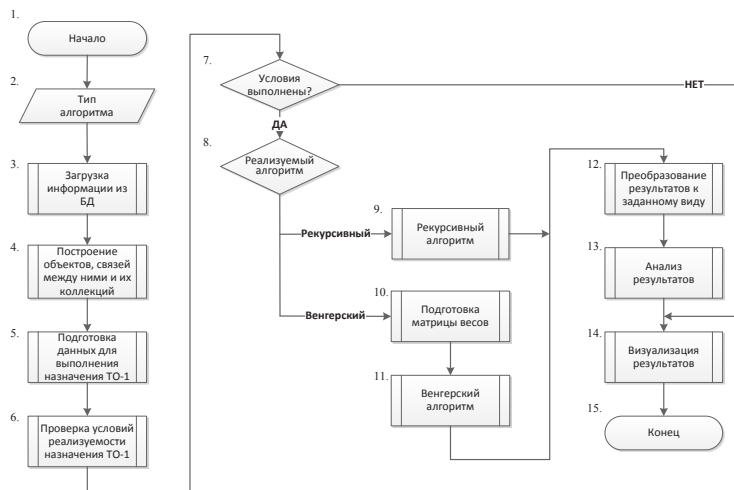 1.
Начало
2.
Тип
алгоритма
3.
Загрузка
информации из
БД
4.
Построение
объектов, связей
между ними и их
коллекций
5.
Подготовка
данных для
выполнения
назначения ТО-1
6.
Проверка условий
реализуемости
назначения ТО-1
7.
Условия
выполнены?
НЕТ
ДА
8.
Реализуемый
алгоритм
Рекурсивный
9.
Рекурсивный
алгоритм
Венгерский
10.
Подготовка
матрицы весов
11.
Венгерский
алгоритм
12.
Преобразование
результатов к
заданному виду
13.
Анализ
результатов
14.
Визуализация
результатов
15.
Конец